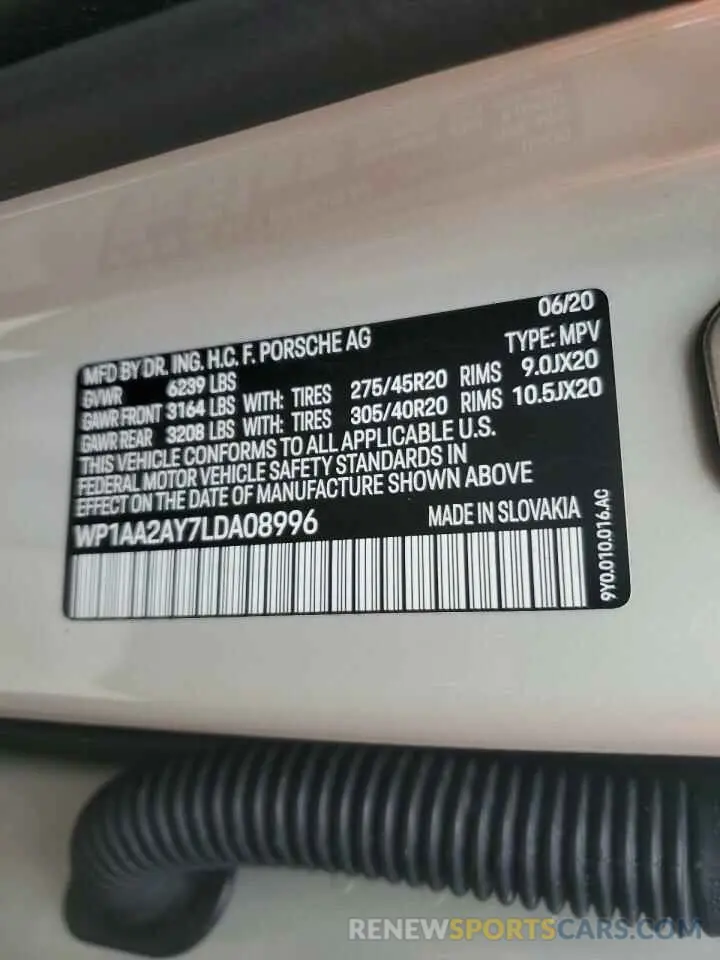 06/20
MFD BY DR. ING. H.C. F. PORSCHE AG TYPE: MPV
GVWR 6239 LBS
GAWR FRONT 3164 LBS WITH: TIRES 275/45R20 RIMS 9.0JX20
GAWR REAR 3208 LBS WITH: TIRES 305/40R20 RIMS 10.5JX20
THIS VEHICLE CONFORMS TO ALL APPLICABLE U.S.
FEDERAL MOTOR VEHICLE SAFETY STANDARDS IN
EFFECT ON THE DATE OF MANUFACTURE SHOWN ABOVE
WP1AA2AY7LDA08996 MADE IN SLOVAKIA
9Y0.010.016.AC
RENEWSPORTSCARS.COM